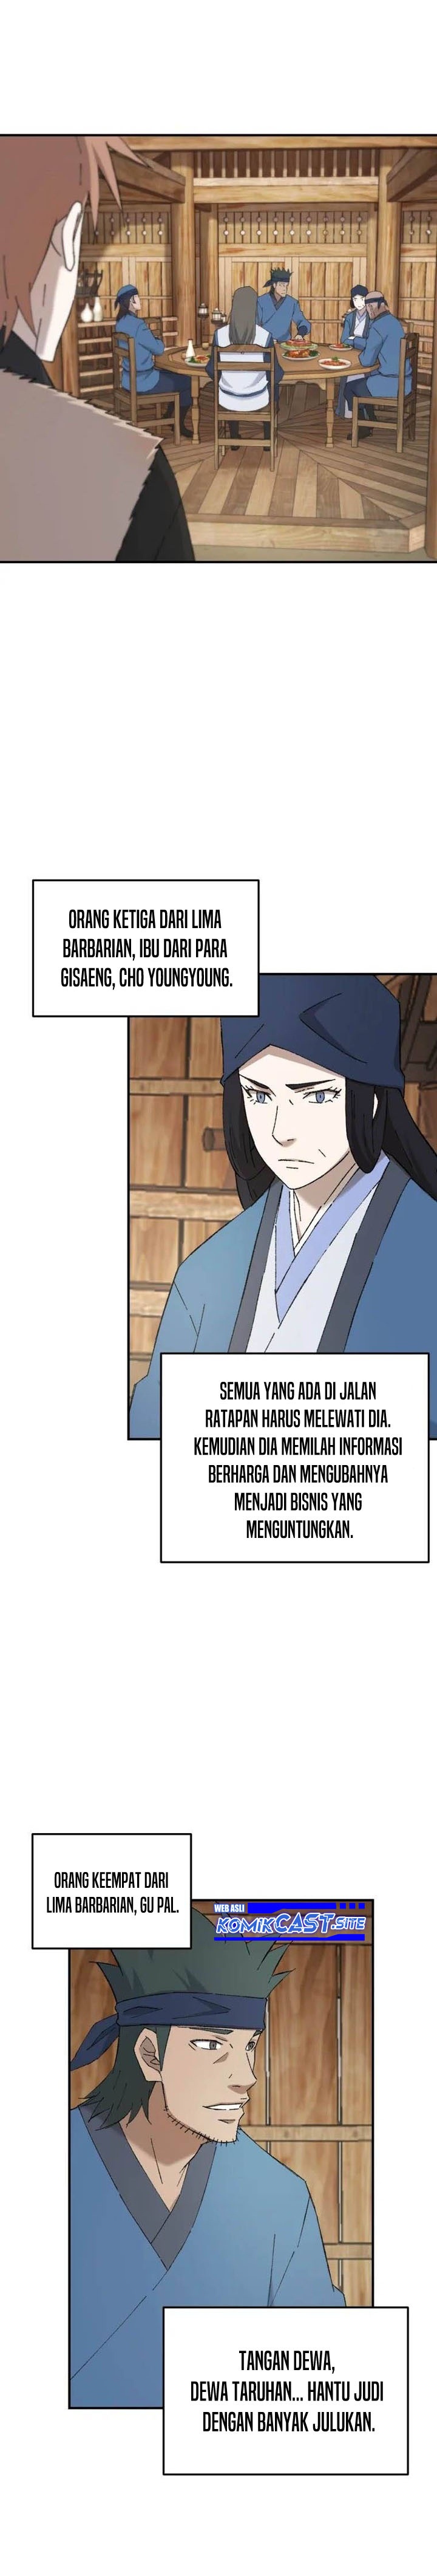 ORANG KETIGA DARI LIMA
BARBARIAN, IBU DARI PARA
GISAENG, CHO YOUNGYOUNG.
SEMUA YANG ADA DI JALAN
RATAPAN HARUS MELEWATI DIA.
KEMUDIAN DIA MEMILAH INFORMASI
BERHARGA DAN MENGUBAHNYA
MENJADI BISNIS YANG
MENGUNTUNGKAN.
ORANG KEEMPAT DARI
LIMA BARBARIAN, GU PAL.
WEB ASLI
KOMIKCAST.SITE
TANGAN DEWA,
DEWA TARUHAN... HANTU JUDI
DENGAN BANYAK JULUKAN.